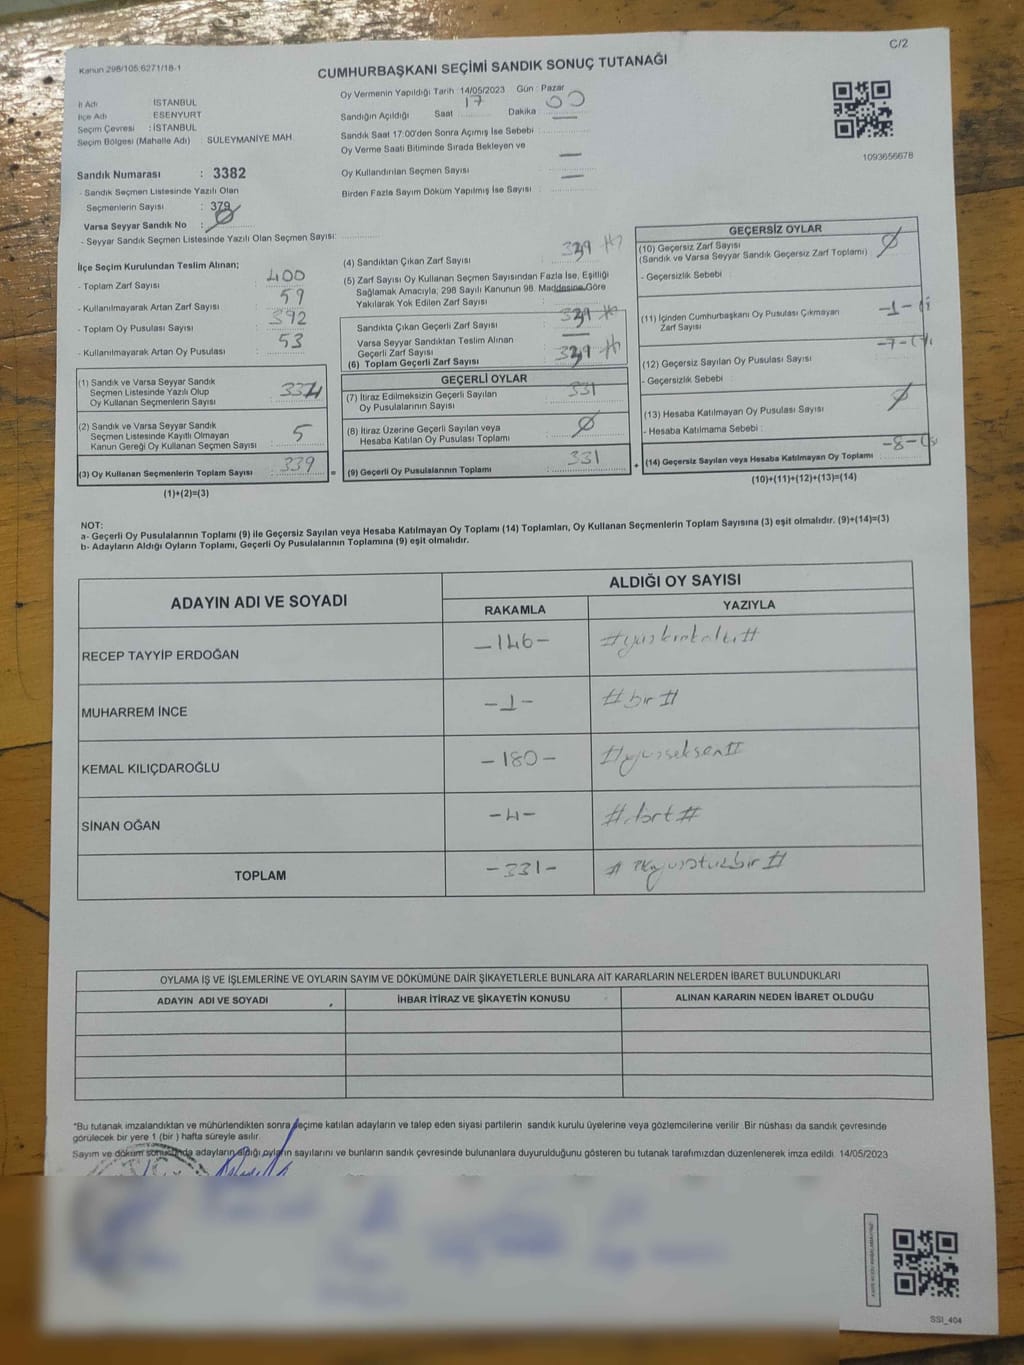 C/2
Kanun 298/105 6271/18-1
CUMHURBAŞKANI SEÇİMİ SANDIK SONUÇ TUTANAĞI
İl Adı İSTANBUL
İlçe Adı ESENYURT
Seçim Çevresi : İSTANBUL
Seçim Bölgesi (Mahalle Adı) : SÜLEYMANİYE MAH.
Sandık Numarası : 3382
- Sandık Seçmen Listesinde Yazılı Olan
Seçmenlerin Sayısı : 379
Varsa Seyyar Sandık No : Ø
- Seyyar Sandık Seçmen Listesinde Yazılı Olan Seçmen Sayısı:
Oy Vermenin Yapıldığı Tarih : 14/05/2023 Gün : Pazar
Sandığın Açıldığı Saat 17 Dakika 00
Sandık Saat 17:00'den Sonra Açımış İse Sebebi :
Oy Verme Saati Bitiminde Sırada Bekleyen ve
Oy Kullandırılan Seçmen Sayısı :
Birden Fazla Sayım Döküm Yapılmış İse Sayısı :
1093656678
İlçe Seçim Kurulundan Teslim Alınan;
- Toplam Zarf Sayısı : 400
- Kullanılmayarak Artan Zarf Sayısı : 59
- Toplam Oy Pusulası Sayısı : 392
- Kullanılmayarak Artan Oy Pusulası : 53
(1) Sandık ve Varsa Seyyar Sandık
Seçmen Listesinde Yazılı Olup
Oy Kullanan Seçmenlerin Sayısı : 334
(2) Sandık ve Varsa Seyyar Sandık
Seçmen Listesinde Kayıtlı Olmayan
Kanun Gereği Oy Kullanan Seçmen Sayısı : 5
(3) Oy Kullanan Seçmenlerin Toplam Sayısı : 339
(1)+(2)=(3)
(4) Sandıktan Çıkan Zarf Sayısı : 339
(5) Zarf Sayısı Oy Kullanan Seçmen Sayısından Fazla İse, Eşitliği
Sağlamak Amacıyla, 298 Sayılı Kanunun 98. Maddesine Göre
Yakılarak Yok Edilen Zarf Sayısı :
Sandıkta Çıkan Geçerli Zarf Sayısı : 339
Varsa Seyyar Sandıktan Teslim Alınan
Geçerli Zarf Sayısı :
(6) Toplam Geçerli Zarf Sayısı : 339
GEÇERLİ OYLAR
(7) İtiraz Edilmeksizin Geçerli Sayılan
Oy Pusulalarının Sayısı : 331
(8) İtiraz Üzerine Geçerli Sayılan veya
Hesaba Katılan Oy Pusulası Toplamı : Ø
(9) Geçerli Oy Pusulalarının Toplamı : 331
GEÇERSİZ OYLAR
(10) Geçersiz Zarf Sayısı Ø
(Sandık ve Varsa Seyyar Sandık Geçersiz Zarf Toplamı)
- Geçersizlik Sebebi :
(11) İçinden Cumhurbaşkanı Oy Pusulası Çıkmayan -1-
Zarf Sayısı
(12) Geçersiz Sayılan Oy Pusulası Sayısı -7-
- Geçersizlik Sebebi :
(13) Hesaba Katılmayan Oy Pusulası Sayısı Ø
- Hesaba Katılmama Sebebi :
(14) Geçersiz Sayılan veya Hesaba Katılmayan Oy Toplamı -8-
(10)+(11)+(12)+(13)=(14)
NOT:
a- Geçerli Oy Pusulalarının Toplamı (9) ile Geçersiz Sayılan veya Hesaba Katılmayan Oy Toplamı (14) Toplamları, Oy Kullanan Seçmenlerin Toplam Sayısına (3) eşit olmalıdır. (9)+(14)=(3)
b- Adayların Aldığı Oyların Toplamı, Geçerli Oy Pusulalarının Toplamına (9) eşit olmalıdır.
ADAYIN ADI VE SOYADI ALDIĞI OY SAYISI
RAKAMLA YAZIYLA
RECEP TAYYİP ERDOĞAN -146- #yüzkırkaltı#
MUHARREM İNCE -1- #bir#
KEMAL KILIÇDAROĞLU -180- #yüzseksen#
SİNAN OĞAN -4- #dört#
TOPLAM -331- #üçyüzotuzbir#
OYLAMA İŞ VE İŞLEMLERİNE VE OYLARIN SAYIM VE DÖKÜMÜNE DAİR ŞİKAYETLERLE BUNLARA AİT KARARLARIN NELERDEN İBARET BULUNDUKLARI
ADAYIN ADI VE SOYADI İHBAR İTİRAZ VE ŞİKAYETİN KONUSU ALINAN KARARIN NEDEN İBARET OLDUĞU
*Bu tutanak imzalandıktan ve mühürlendikten sonra seçime katılan adayların ve talep eden siyasi partilerin sandık kurulu üyelerine veya gözlemcilerine verilir. Bir nüshası da sandık çevresinde
görülecek bir yere 1 (bir ) hafta süreyle asılır.
Sayım ve döküm sonucunda adayların aldığı oyların sayılarını ve bunların sandık çevresinde bulunanlara duyurulduğunu gösteren bu tutanak tarafımızdan düzenlenerek imza edildi. 14/05/2023
SSI_404